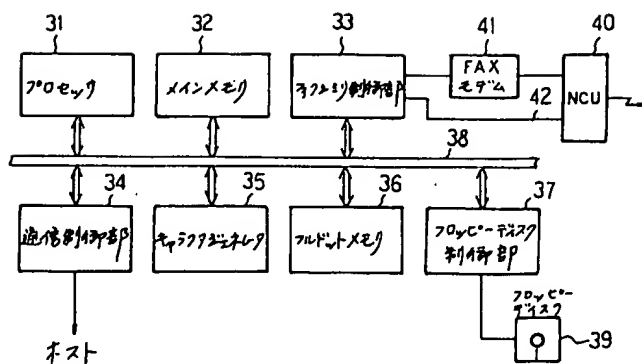 31
32
33
41
40
プロセッサ
メインメモリ
ファクシミリ制御部
FAX
モデム
NCU
42
38
34
35
36
37
通信制御部
キャラクタジェネレータ
フルドットメモリ
フロッピーディスク
制御部
ホスト
フロッピー
ディスク
39